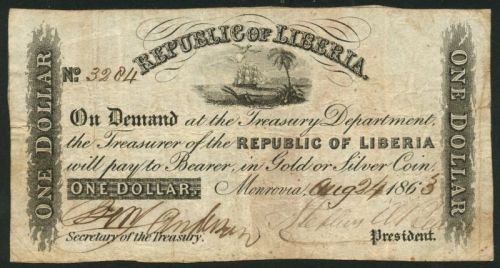 REPUBLIC OF LIBERIA.
No. 3284
ONE DOLLAR
ONE DOLLAR
On Demand at the Treasury Department,
the Treasurer of the REPUBLIC OF LIBERIA
will pay to Bearer, in Gold or Silver Coin,
ONE DOLLAR. Monrovia, Aug 24 1863
Anderson
Secretary of the Treasury. President.